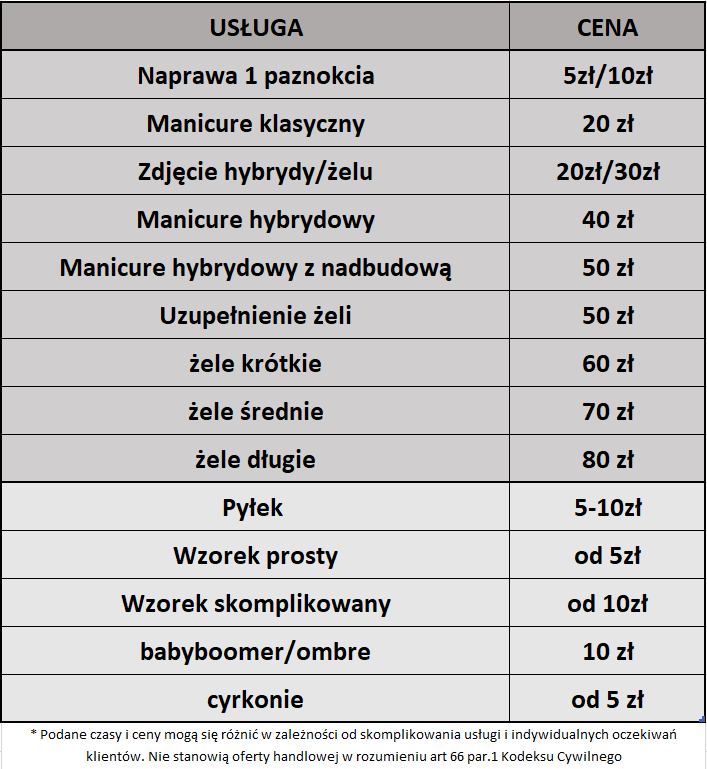 USŁUGA CENA
Naprawa 1 paznokcia 5zł/10zł
Manicure klasyczny 20 zł
Zdjęcie hybrydy/żelu 20zł/30zł
Manicure hybrydowy 40 zł
Manicure hybrydowy z nadbudową 50 zł
Uzupełnienie żeli 50 zł
żele krótkie 60 zł
żele średnie 70 zł
żele długie 80 zł
Pyłek 5-10zł
Wzorek prosty od 5zł
Wzorek skomplikowany od 10zł
babyboomer/ombre 10 zł
cyrkonie od 5 zł
* Podane czasy i ceny mogą się różnić w zależności od skomplikowania usługi i indywidualnych oczekiwań
klientów. Nie stanowią oferty handlowej w rozumieniu art 66 par.1 Kodeksu Cywilnego